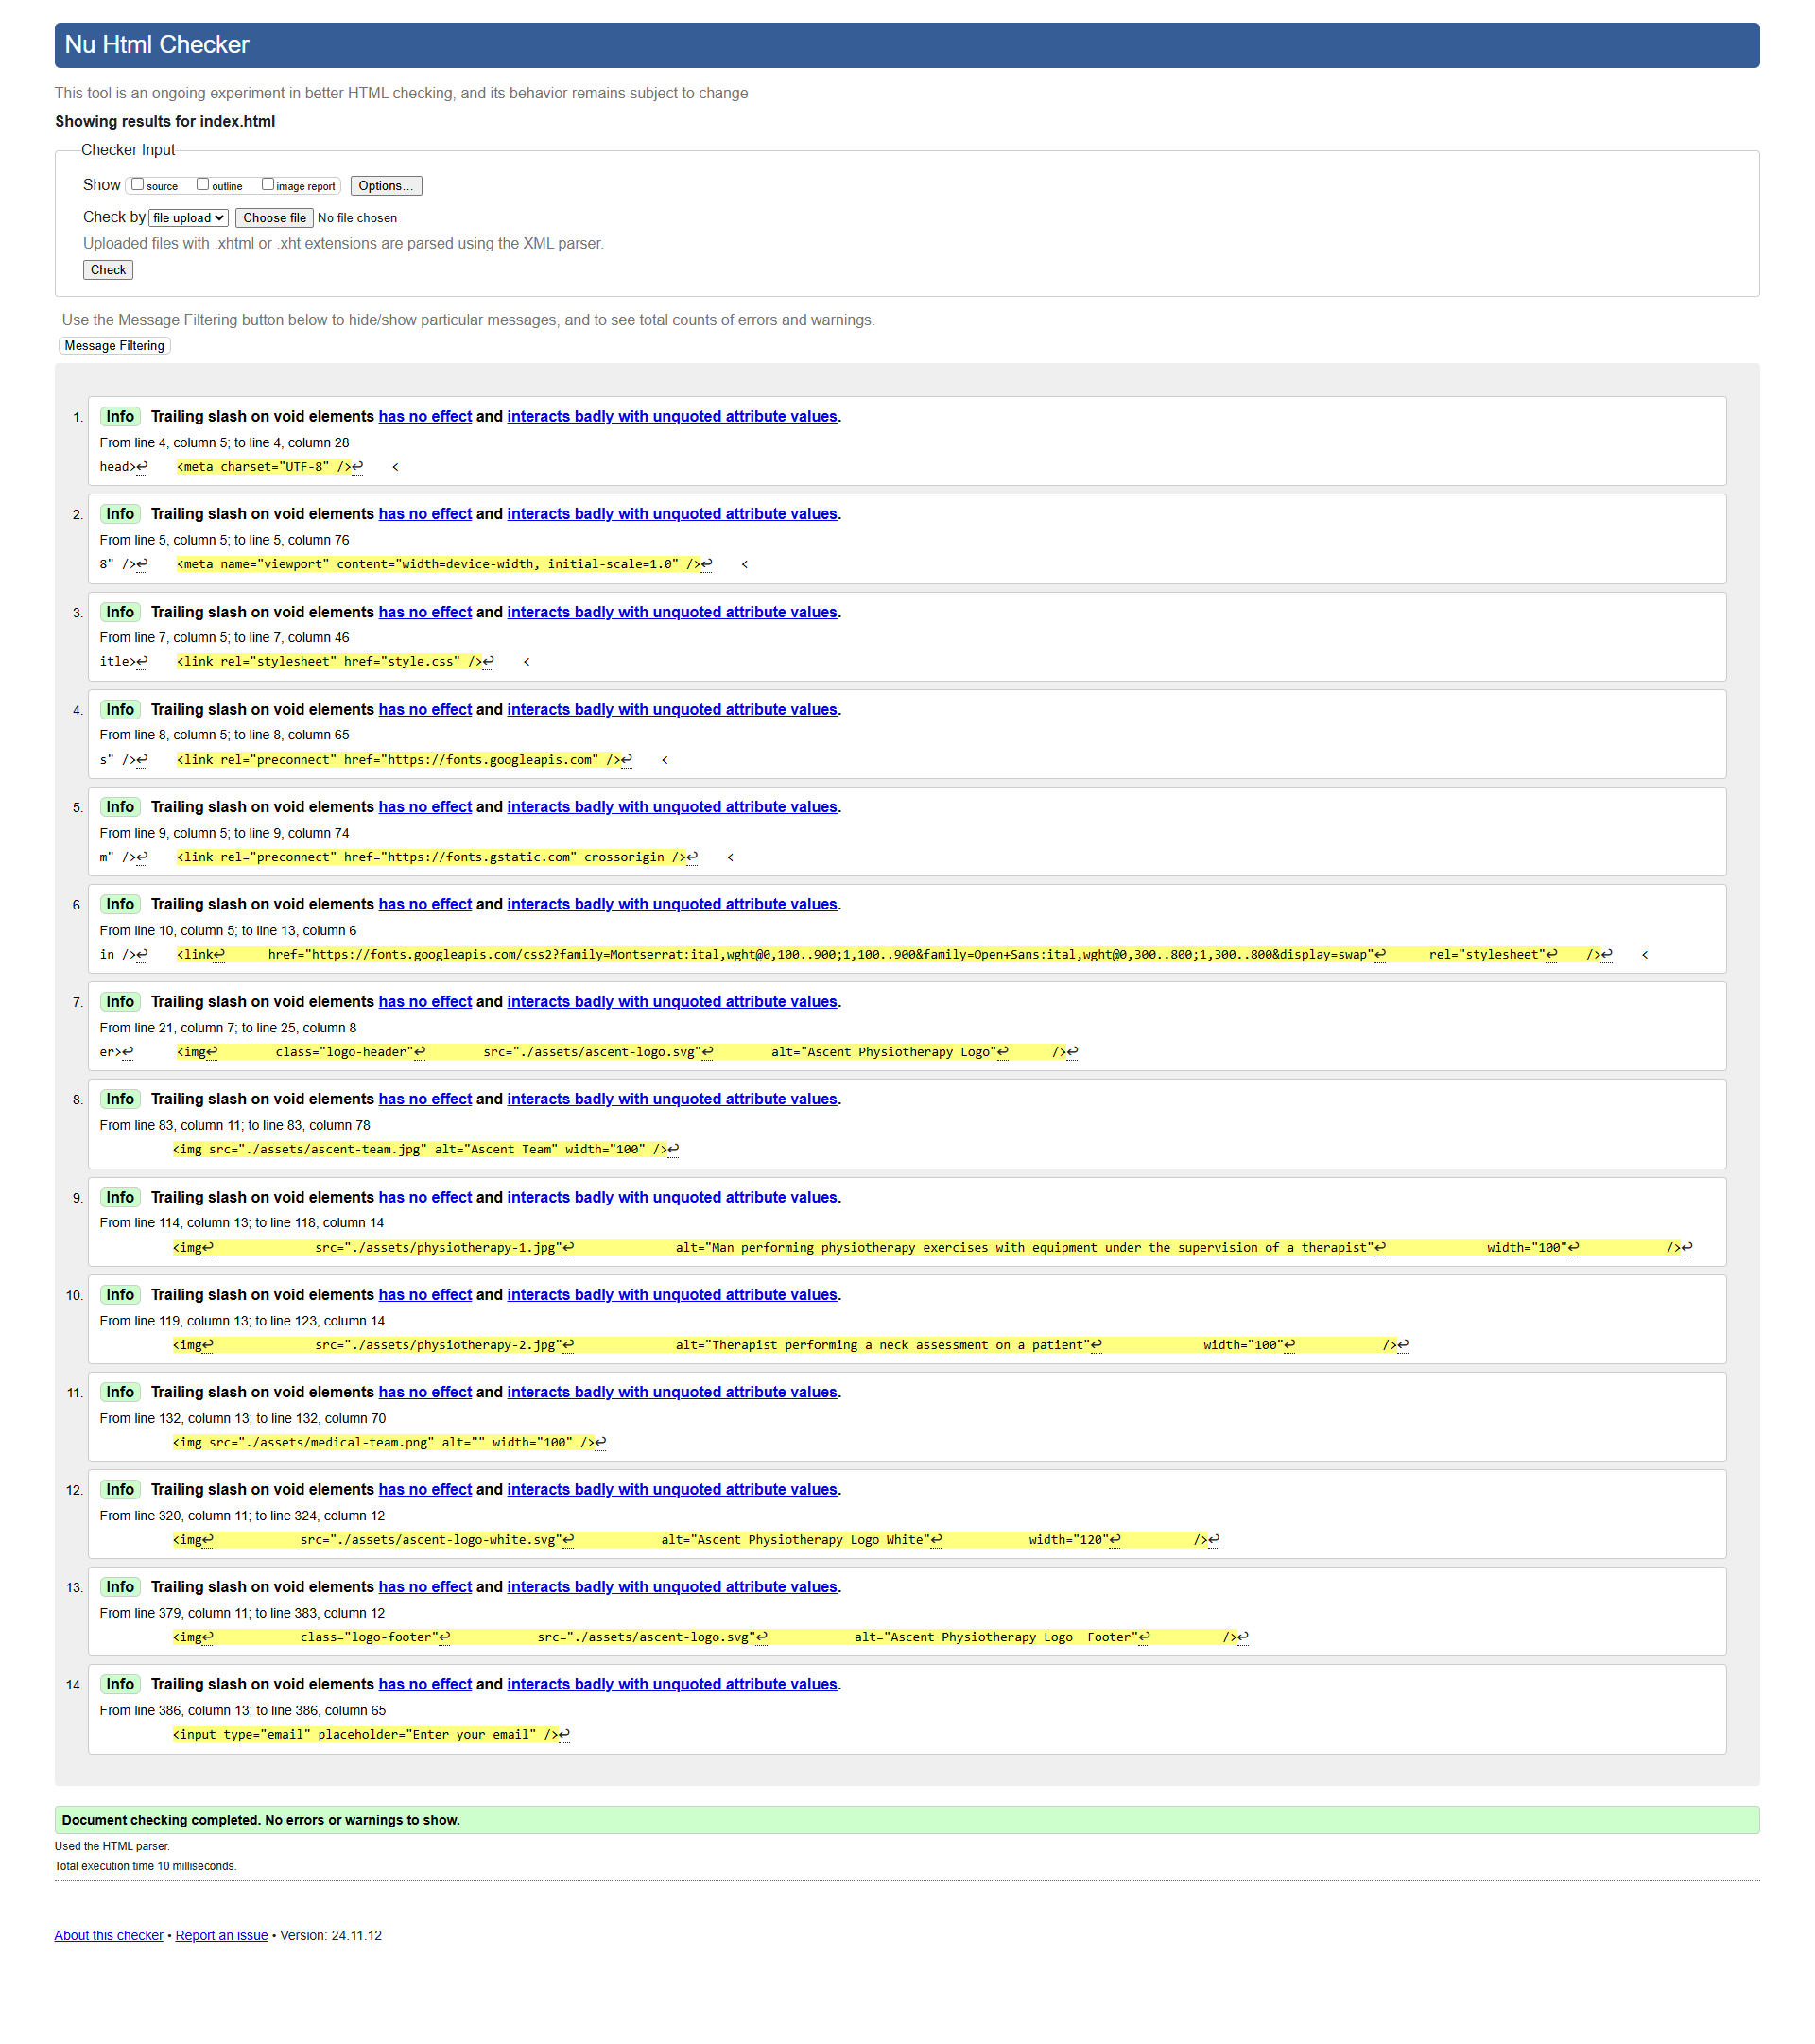 Nu Html Checker
This tool is an ongoing experiment in better HTML checking, and its behavior remains subject to change
Showing results for index.html
Checker Input
Show source outline image report Options...
Check by file upload Choose file No file chosen
Uploaded files with .xhtml or .xht extensions are parsed using the XML parser.
Check
Use the Message Filtering button below to hide/show particular messages, and to see total counts of errors and warnings.
Message Filtering
1. Info Trailing slash on void elements has no effect and interacts badly with unquoted attribute values.
From line 4, column 5; to line 4, column 28
head>↩ <meta charset="UTF-8" />↩ <
2. Info Trailing slash on void elements has no effect and interacts badly with unquoted attribute values.
From line 5, column 5; to line 5, column 76
8" />↩ <meta name="viewport" content="width=device-width, initial-scale=1.0" />↩ <
3. Info Trailing slash on void elements has no effect and interacts badly with unquoted attribute values.
From line 7, column 5; to line 7, column 46
itle>↩ <link rel="stylesheet" href="style.css" />↩ <
4. Info Trailing slash on void elements has no effect and interacts badly with unquoted attribute values.
From line 8, column 5; to line 8, column 65
s" />↩ <link rel="preconnect" href="https://fonts.googleapis.com" />↩ <
5. Info Trailing slash on void elements has no effect and interacts badly with unquoted attribute values.
From line 9, column 5; to line 9, column 74
m" />↩ <link rel="preconnect" href="https://fonts.gstatic.com" crossorigin />↩ <
6. Info Trailing slash on void elements has no effect and interacts badly with unquoted attribute values.
From line 10, column 5; to line 13, column 6
in />↩ <link↩ href="https://fonts.googleapis.com/css2?family=Montserrat:ital,wght@0,100..900;1,100..900&family=Open+Sans:ital,wght@0,300..800;1,300..800&display=swap"↩ rel="stylesheet"↩ />↩ <
7. Info Trailing slash on void elements has no effect and interacts badly with unquoted attribute values.
From line 21, column 7; to line 25, column 8
er>↩ <img↩ class="logo-header"↩ src="./assets/ascent-logo.svg"↩ alt="Ascent Physiotherapy Logo"↩ />↩
8. Info Trailing slash on void elements has no effect and interacts badly with unquoted attribute values.
From line 83, column 11; to line 83, column 78
<img src="./assets/ascent-team.jpg" alt="Ascent Team" width="100" />↩
9. Info Trailing slash on void elements has no effect and interacts badly with unquoted attribute values.
From line 114, column 13; to line 118, column 14
<img↩ src="./assets/physiotherapy-1.jpg"↩ alt="Man performing physiotherapy exercises with equipment under the supervision of a therapist"↩ width="100"↩ />↩
10. Info Trailing slash on void elements has no effect and interacts badly with unquoted attribute values.
From line 119, column 13; to line 123, column 14
<img↩ src="./assets/physiotherapy-2.jpg"↩ alt="Therapist performing a neck assessment on a patient"↩ width="100"↩ />↩
11. Info Trailing slash on void elements has no effect and interacts badly with unquoted attribute values.
From line 132, column 13; to line 132, column 70
<img src="./assets/medical-team.png" alt="" width="100" />↩
12. Info Trailing slash on void elements has no effect and interacts badly with unquoted attribute values.
From line 320, column 11; to line 324, column 12
<img↩ src="./assets/ascent-logo-white.svg"↩ alt="Ascent Physiotherapy Logo White"↩ width="120"↩ />↩
13. Info Trailing slash on void elements has no effect and interacts badly with unquoted attribute values.
From line 379, column 11; to line 383, column 12
<img↩ class="logo-footer"↩ src="./assets/ascent-logo.svg"↩ alt="Ascent Physiotherapy Logo  Footer"↩ />↩
14. Info Trailing slash on void elements has no effect and interacts badly with unquoted attribute values.
From line 386, column 13; to line 386, column 65
<input type="email" placeholder="Enter your email" />↩
Document checking completed. No errors or warnings to show.
Used the HTML parser.
Total execution time 10 milliseconds.
About this checker • Report an issue • Version: 24.11.12